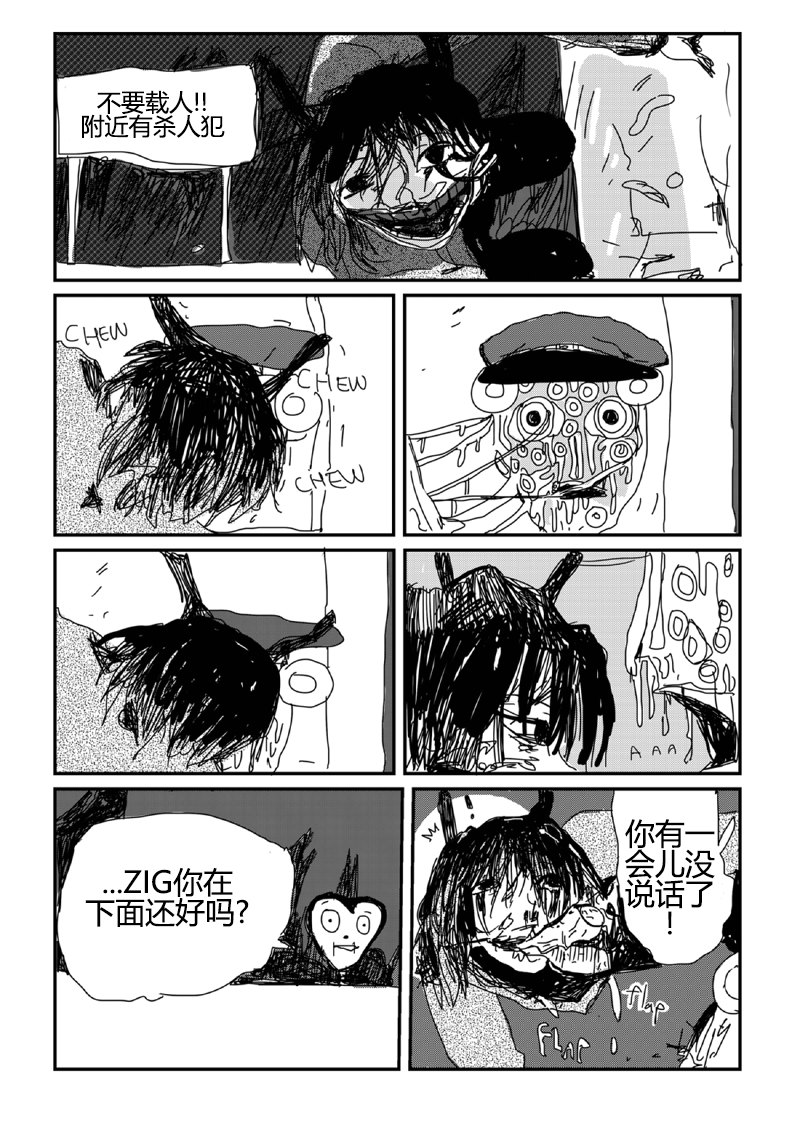 不要载人!!
附近有杀人犯
CHEW
CHEW
CHEW
A A A A
...ZIG你在
下面还好吗?
你有一
会儿没
说话了
!
flap
FLAP